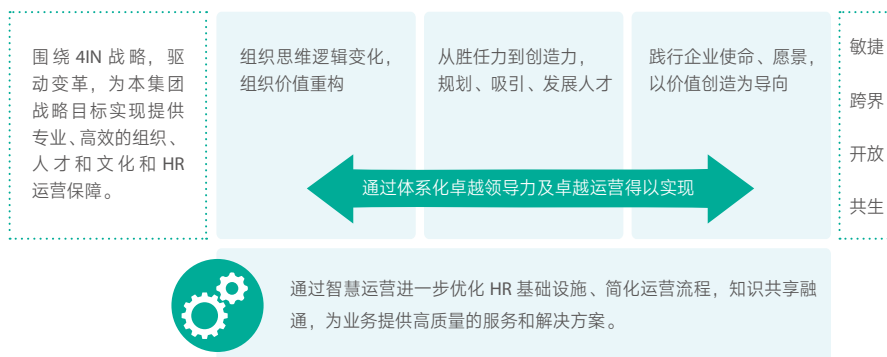 围绕 4IN 战略，驱
动变革，为本集团
战略目标实现提供
专业、高效的组织、
人才和文化和 HR
运营保障。
组织思维逻辑变化，
组织价值重构
从胜任力到创造力，
规划、吸引、发展人才
践行企业使命、愿景，
以价值创造为导向
敏捷
跨界
开放
共生
通过体系化卓越领导力及卓越运营得以实现
通过智慧运营进一步优化 HR 基础设施、简化运营流程，知识共享融
通，为业务提供高质量的服务和解决方案。